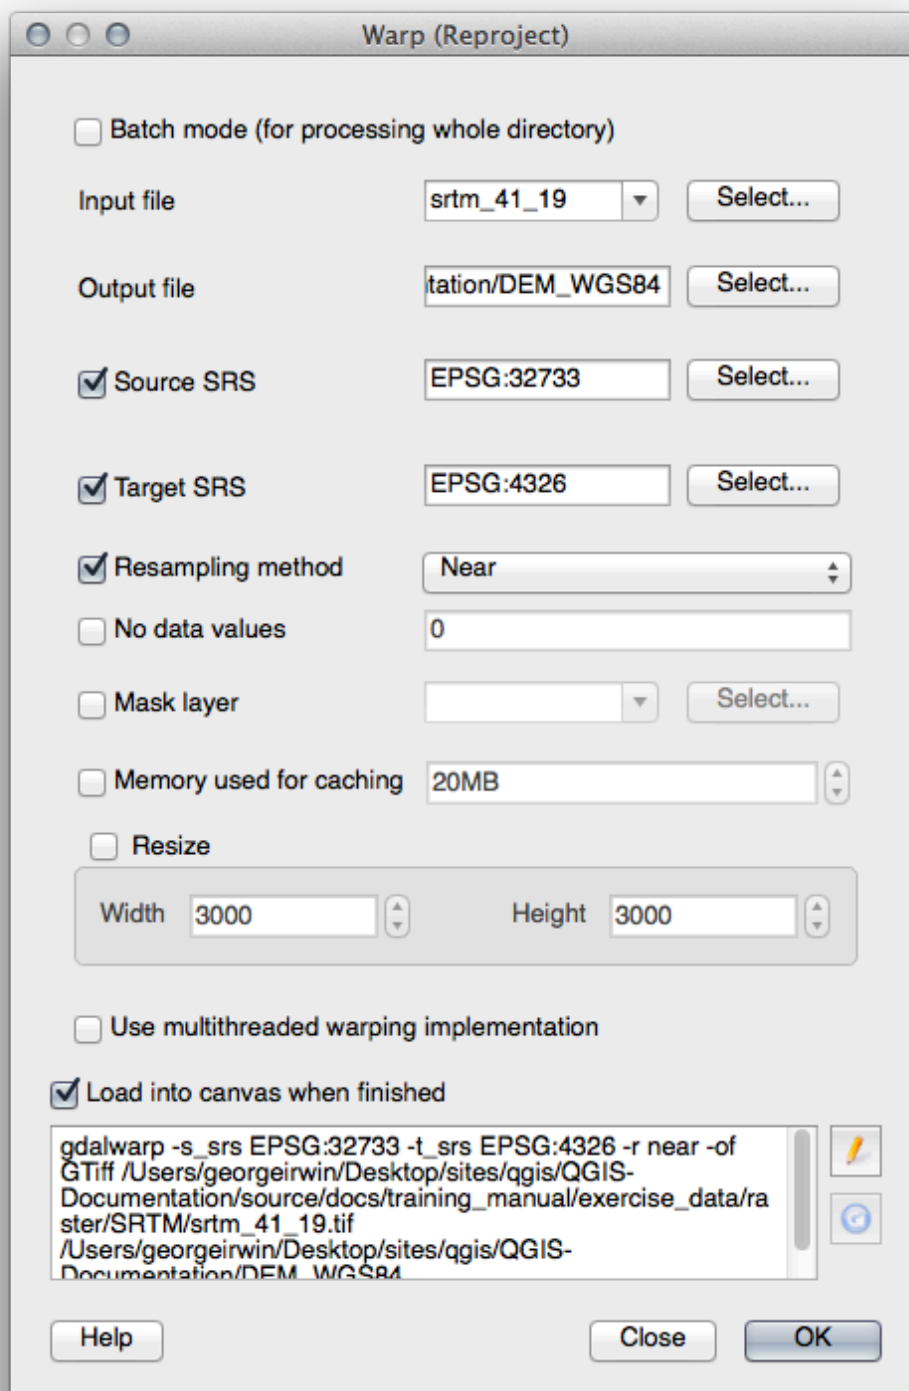 Warp (Reproject)
Batch mode (for processing whole directory)
Input file srtm_41_19 Select...
Output file tation/DEM_WGS84 Select...
Source SRS EPSG:32733 Select...
Target SRS EPSG:4326 Select...
Resampling method Near
No data values 0
Mask layer Select...
Memory used for caching 20MB
Resize
Width 3000 Height 3000
Use multithreaded warping implementation
Load into canvas when finished
gdalwarp -s_srs EPSG:32733 -t_srs EPSG:4326 -r near -of
GTiff /Users/georgeirwin/Desktop/sites/qgis/QGIS-
Documentation/source/docs/training_manual/exercise_data/ra
ster/SRTM/srtm_41_19.tif
/Users/georgeirwin/Desktop/sites/qgis/QGIS-
Documentation/DEM_WGS84
Help Close OK